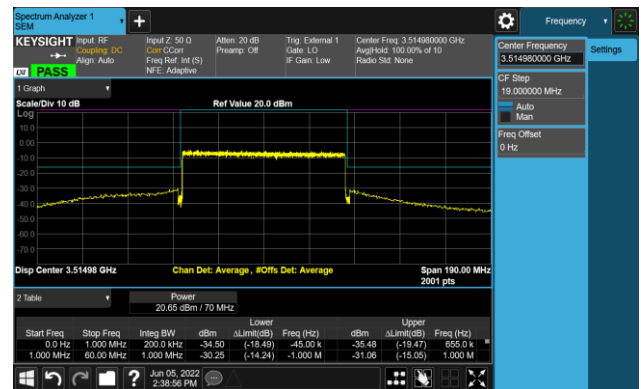 Spectrum Analyzer 1
SEM
Frequency
KEYSIGHT
Input: RF
Coupling: DC
Align: Auto
Input Z: 50 Ω
Corr CCorr
Freq Ref: Int (S)
NFE: Adaptive
Atten: 20 dB
Preamp: Off
Trig: External 1
Gate: LO
IF Gain: Low
Center Freq: 3.514980000 GHz
Avg|Hold: 100.00% of 10
Radio Std: None
LXI PASS
Center Frequency
3.514980000 GHz
Settings
CF Step
19.000000 MHz
Auto
Man
Freq Offset
0 Hz
1 Graph
Scale/Div 10 dB
Ref Value 20.0 dBm
Log
10.0
0.00
-10.0
-20.0
-30.0
-40.0
-50.0
-60.0
-70.0
Disp Center 3.51498 GHz
Chan Det: Average , #Offs Det: Average
Span 190.00 MHz
2001 pts
2 Table
Power
20.65 dBm / 70 MHz
Lower Upper
Start Freq Stop Freq Integ BW dBm ΔLimit(dB) Freq (Hz) dBm ΔLimit(dB) Freq (Hz)
0.0 Hz 1.000 MHz 200.0 kHz -34.50 (-18.49) -45.00 k -35.48 (-19.47) 655.0 k
1.000 MHz 60.00 MHz 1.000 MHz -30.25 (-14.24) -1.000 M -31.06 (-15.05) 1.000 M
Jun 05, 2022
2:38:56 PM